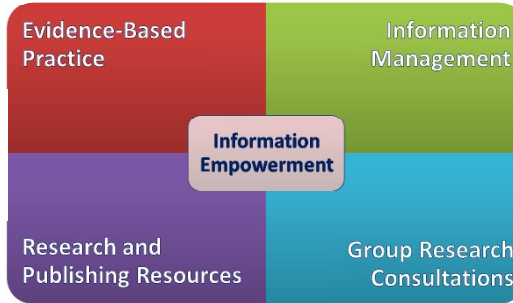 Evidence-Based
Practice
Information
Management
Information
Empowerment
Research and
Publishing Resources
Group Research
Consultations